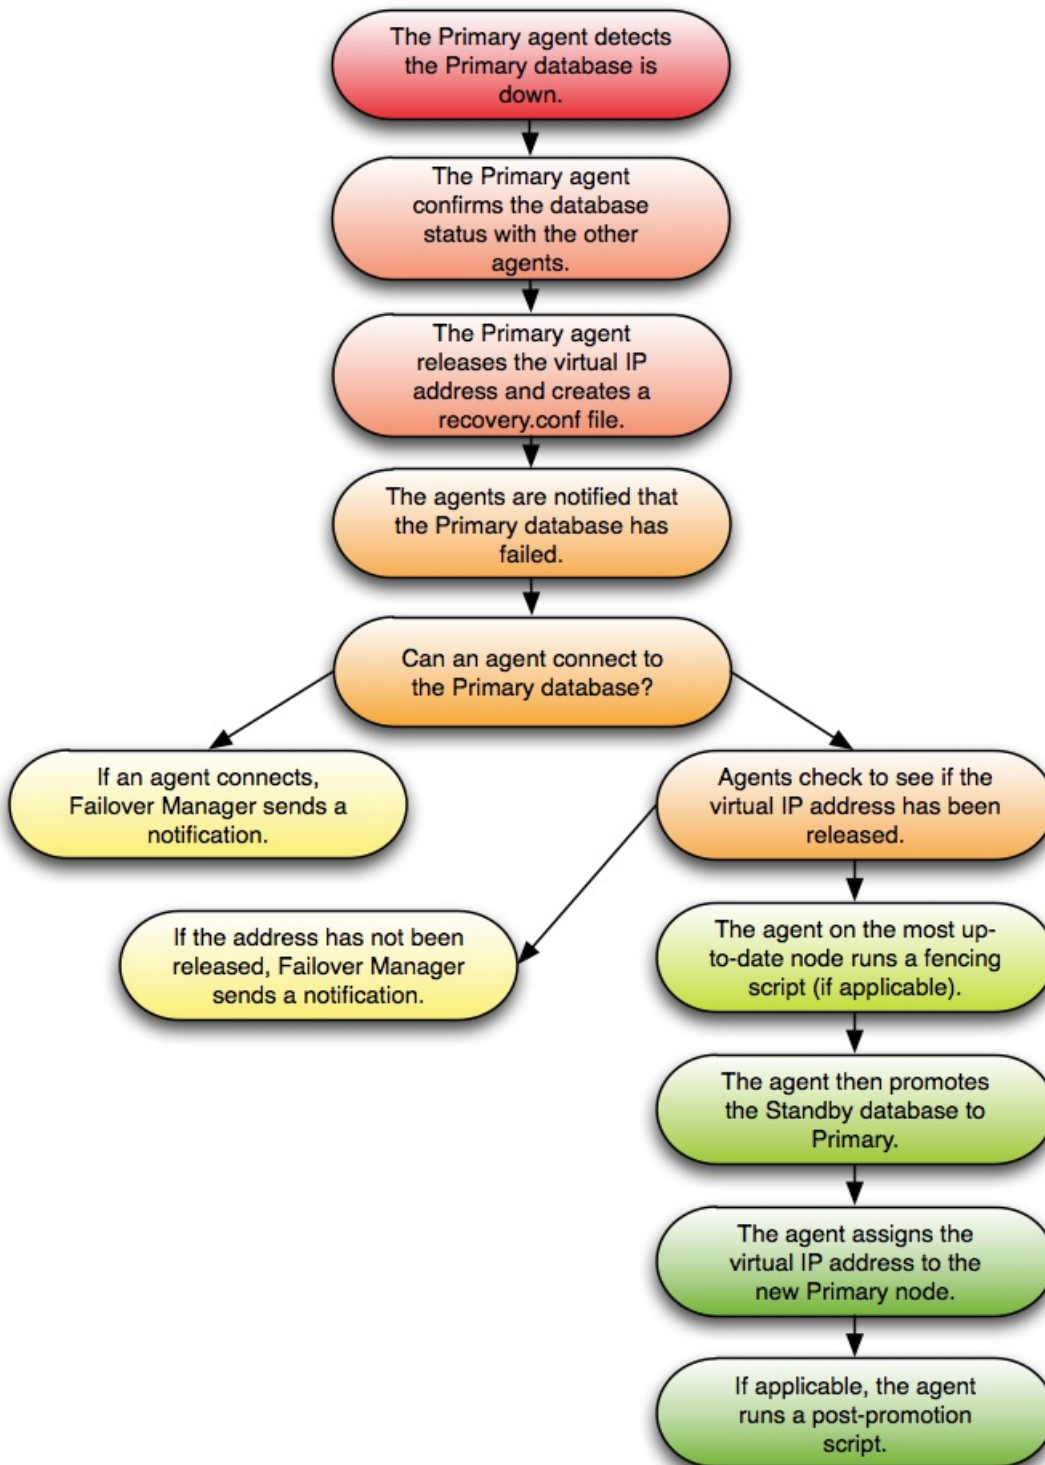 The Primary agent detects
the Primary database is
down.
The Primary agent
confirms the database
status with the other
agents.
The Primary agent
releases the virtual IP
address and creates a
recovery.conf file.
The agents are notified that
the Primary database has
failed.
Can an agent connect to
the Primary database?
If an agent connects,
Failover Manager sends a
notification.
Agents check to see if the
virtual IP address has been
released.
If the address has not been
released, Failover Manager
sends a notification.
The agent on the most up-
to-date node runs a fencing
script (if applicable).
The agent then promotes
the Standby database to
Primary.
The agent assigns the
virtual IP address to the
new Primary node.
If applicable, the agent
runs a post-promotion
script.